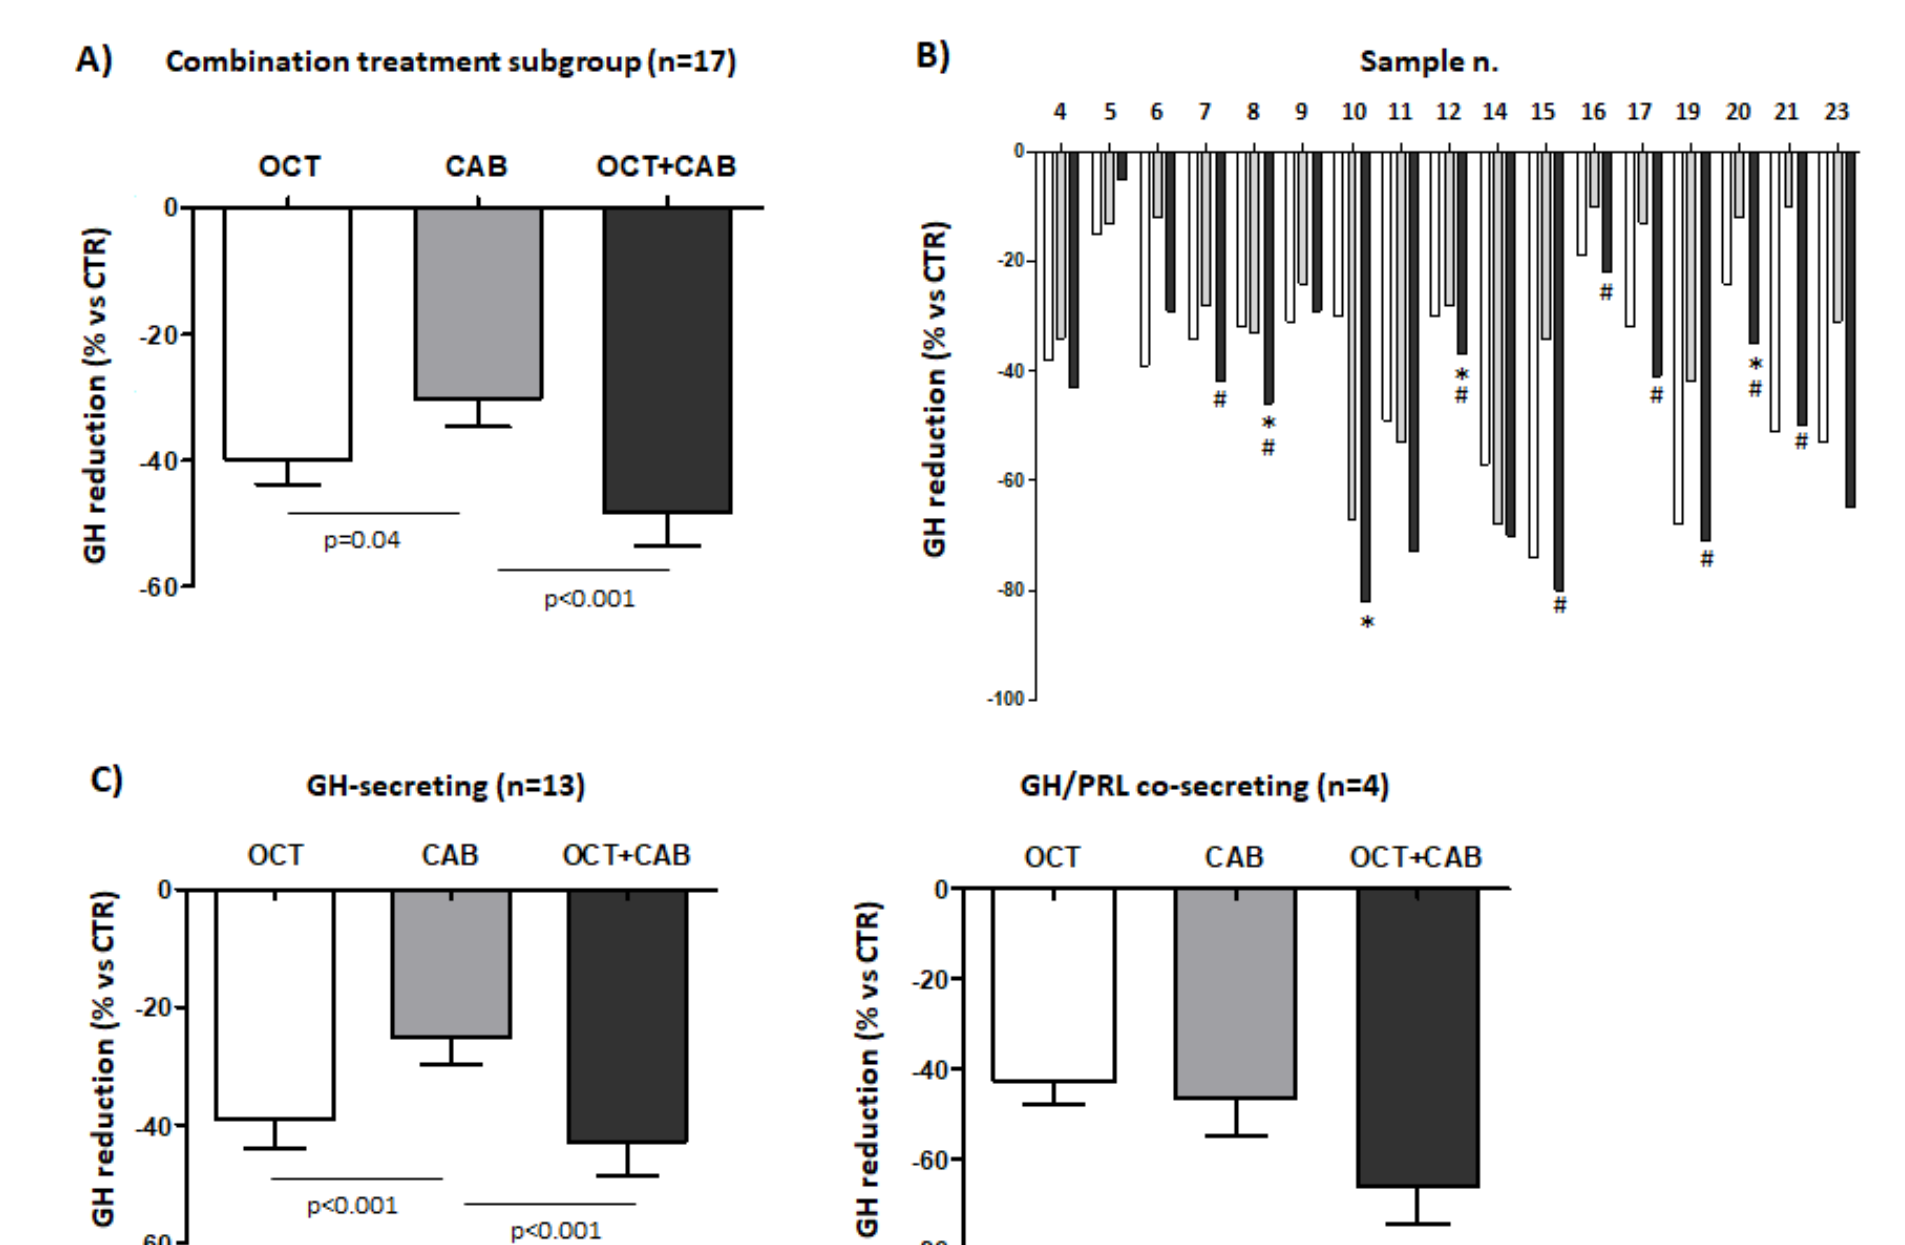 A) Combination treatment subgroup (n=17)
OCT CAB OCT+CAB
0
-20
-40
-60
GH reduction (% vs CTR)
p=0.04
p<0.001
B) Sample n.
4 5 6 7 8 9 10 11 12 14 15 16 17 19 20 21 23
0
-20
-40
-60
-80
-100
GH reduction (% vs CTR)
#
*
#
*
*
#
#
#
#
#
*
#
#
C) GH-secreting (n=13)
OCT CAB OCT+CAB
0
-20
-40
GH reduction (% vs CTR)
p<0.001
p<0.001
GH/PRL co-secreting (n=4)
OCT CAB OCT+CAB
0
-20
-40
-60
GH reduction (% vs CTR)